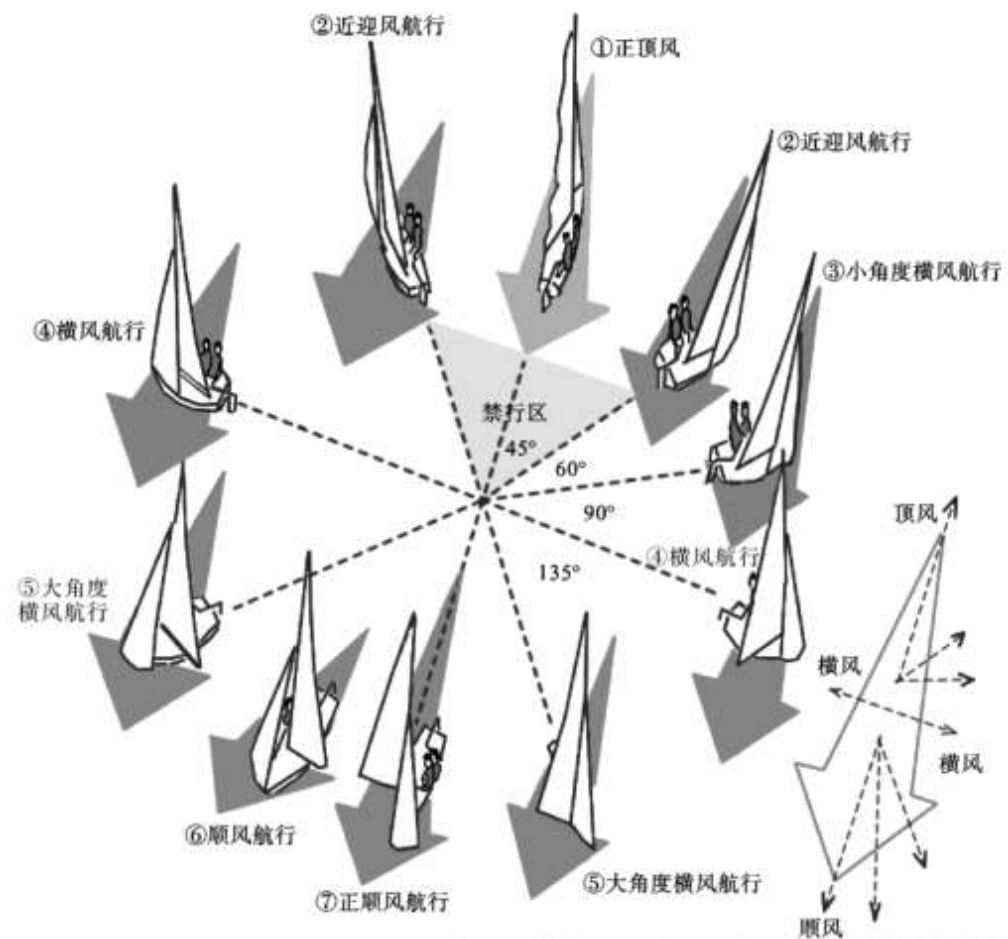 ②近迎风航行
①正顶风
②近迎风航行
③小角度横风航行
④横风航行
禁行区
45°
60°
90°
顶风
④横风航行
135°
⑤大角度
横风航行
横风
横风
⑥顺风航行
⑤大角度横风航行
⑦正顺风航行
顺风